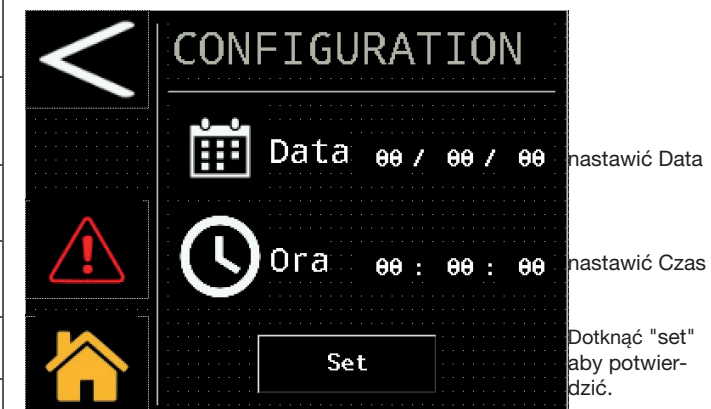 CONFIGURATION
Data 00 / 00 / 00
nastawić Data
Ora 00 : 00 : 00
nastawić Czas
Set
Dotknąć "set"
aby potwier-
dzić.